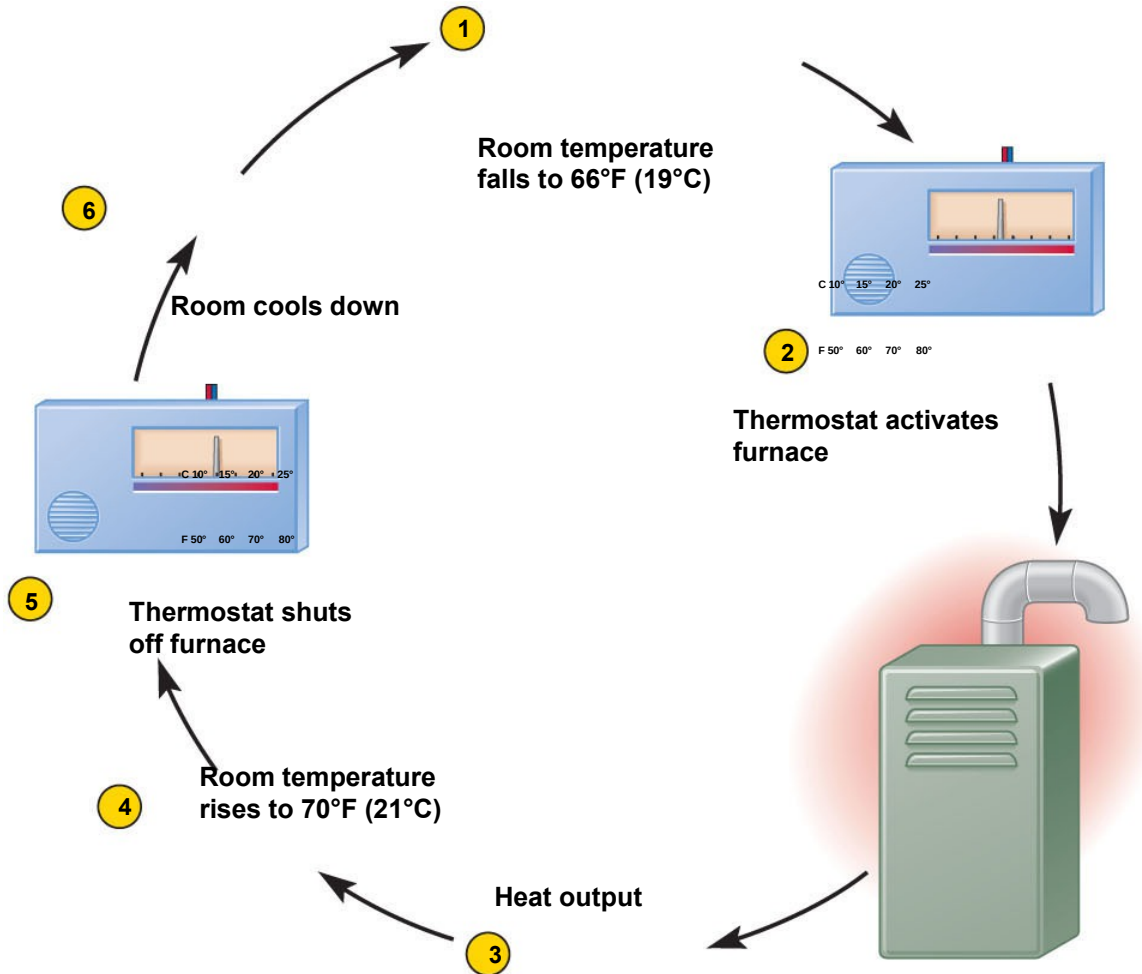 1
Room temperature
falls to 66°F (19°C)
C 10° 15° 20° 25°
F 50° 60° 70° 80°
2
Thermostat activates
furnace
Heat output
3
4
Room temperature
rises to 70°F (21°C)
5
Thermostat shuts
off furnace
C 10° 15° 20° 25°
F 50° 60° 70° 80°
6
Room cools down